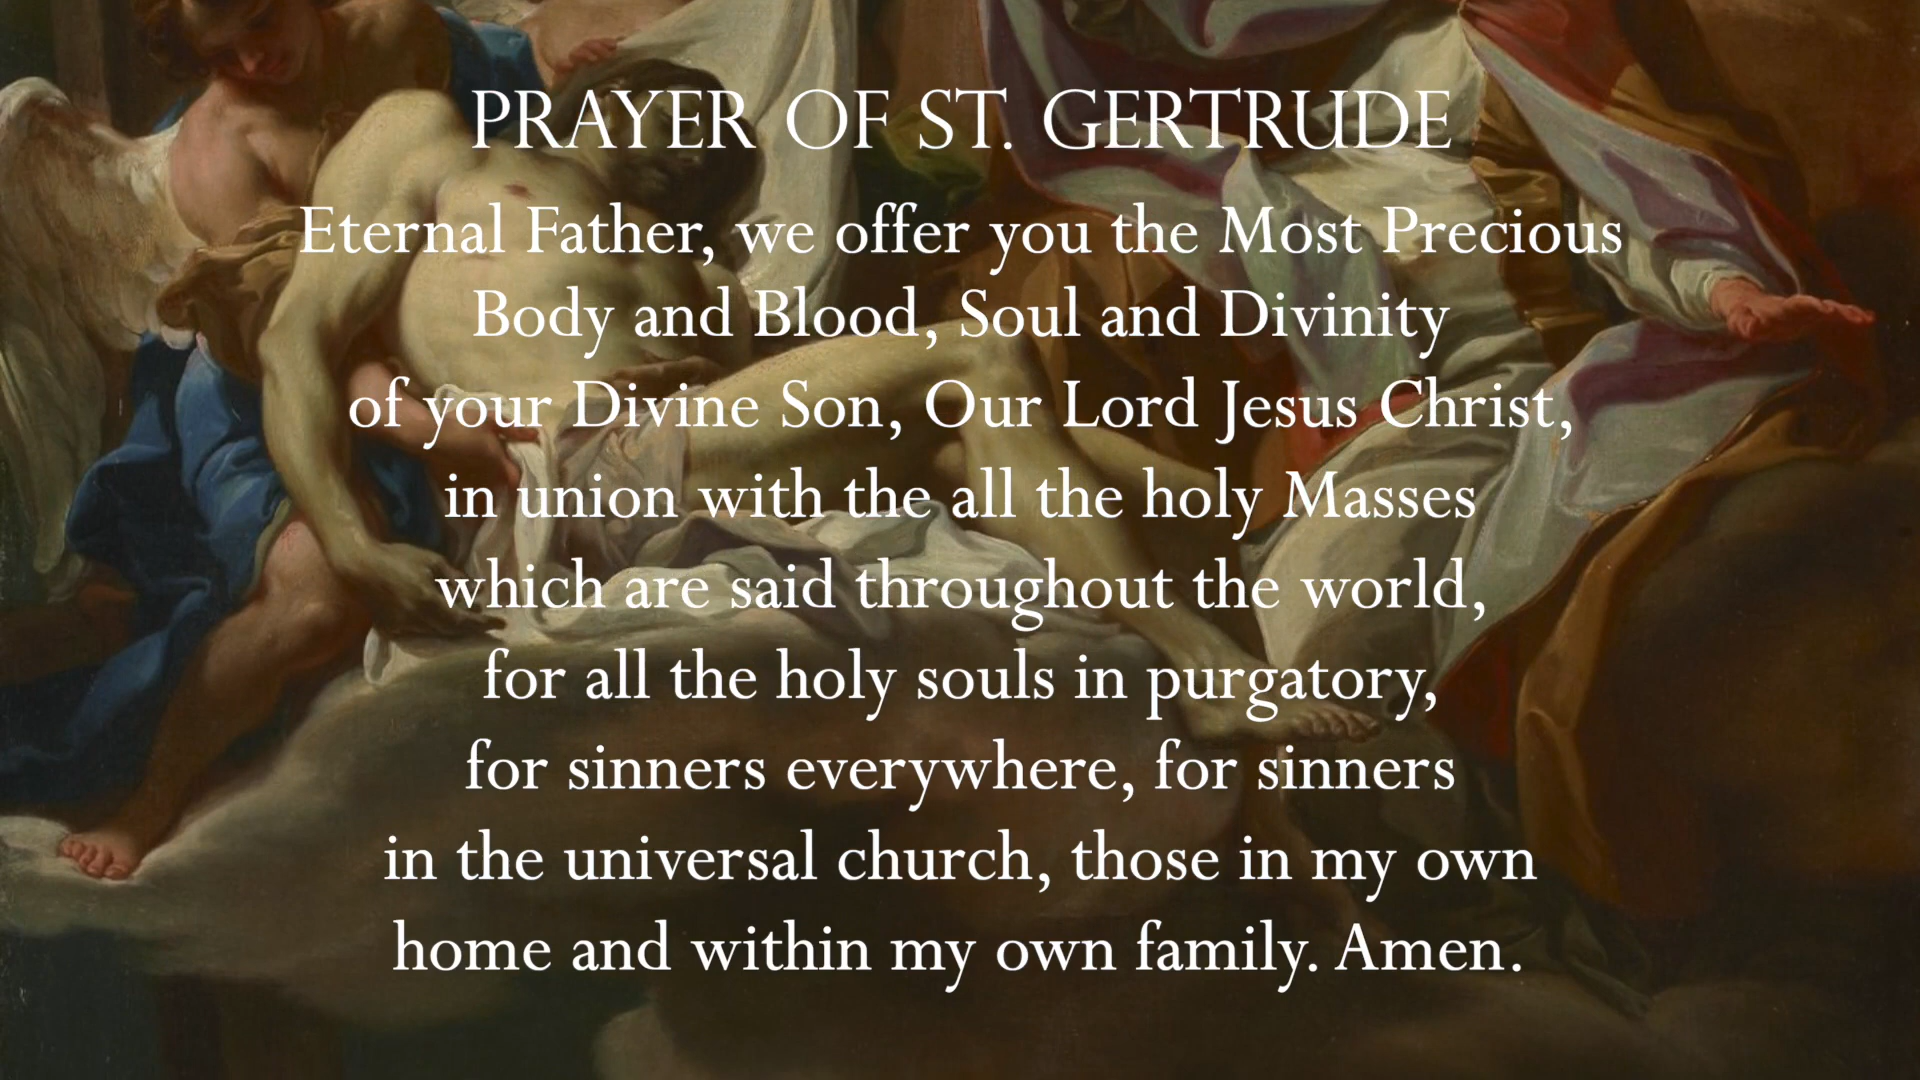 PRAYER OF ST. GERTRUDE
Eternal Father, we offer you the Most Precious
Body and Blood, Soul and Divinity
of your Divine Son, Our Lord Jesus Christ,
in union with the all the holy Masses
which are said throughout the world,
for all the holy souls in purgatory,
for sinners everywhere, for sinners
in the universal church, those in my own
home and within my own family. Amen.